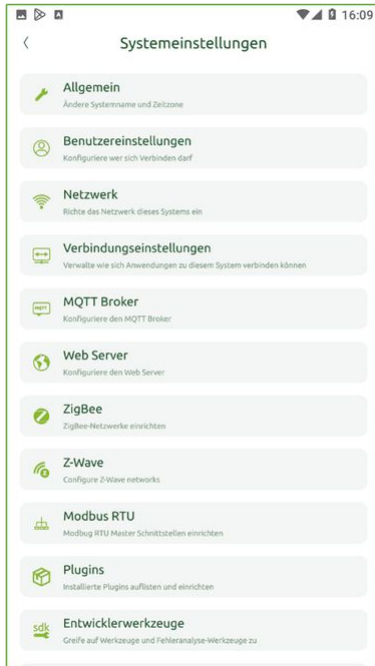 16:09
Systemeinstellungen
Allgemein
Ändere Systemname und Zeitzone
Benutzereinstellungen
Konfiguriere wer sich Verbinden darf
Netzwerk
Richte das Netzwerk dieses Systems ein
Verbindungseinstellungen
Verwalte wie sich Anwendungen zu diesem System verbinden können
MQTT
MQTT Broker
Konfiguriere den MQTT Broker
Web Server
Konfiguriere den Web Server
ZigBee
ZigBee-Netzwerke einrichten
Z-Wave
Configure Z-Wave networks
Modbus RTU
Modbug RTU Master Schnittstellen einrichten
Plugins
Installierte Plugins auflisten und einrichten
sdk
Entwicklerwerkzeuge
Greife auf Werkzeuge und Fehleranalyse-Werkzeuge zu